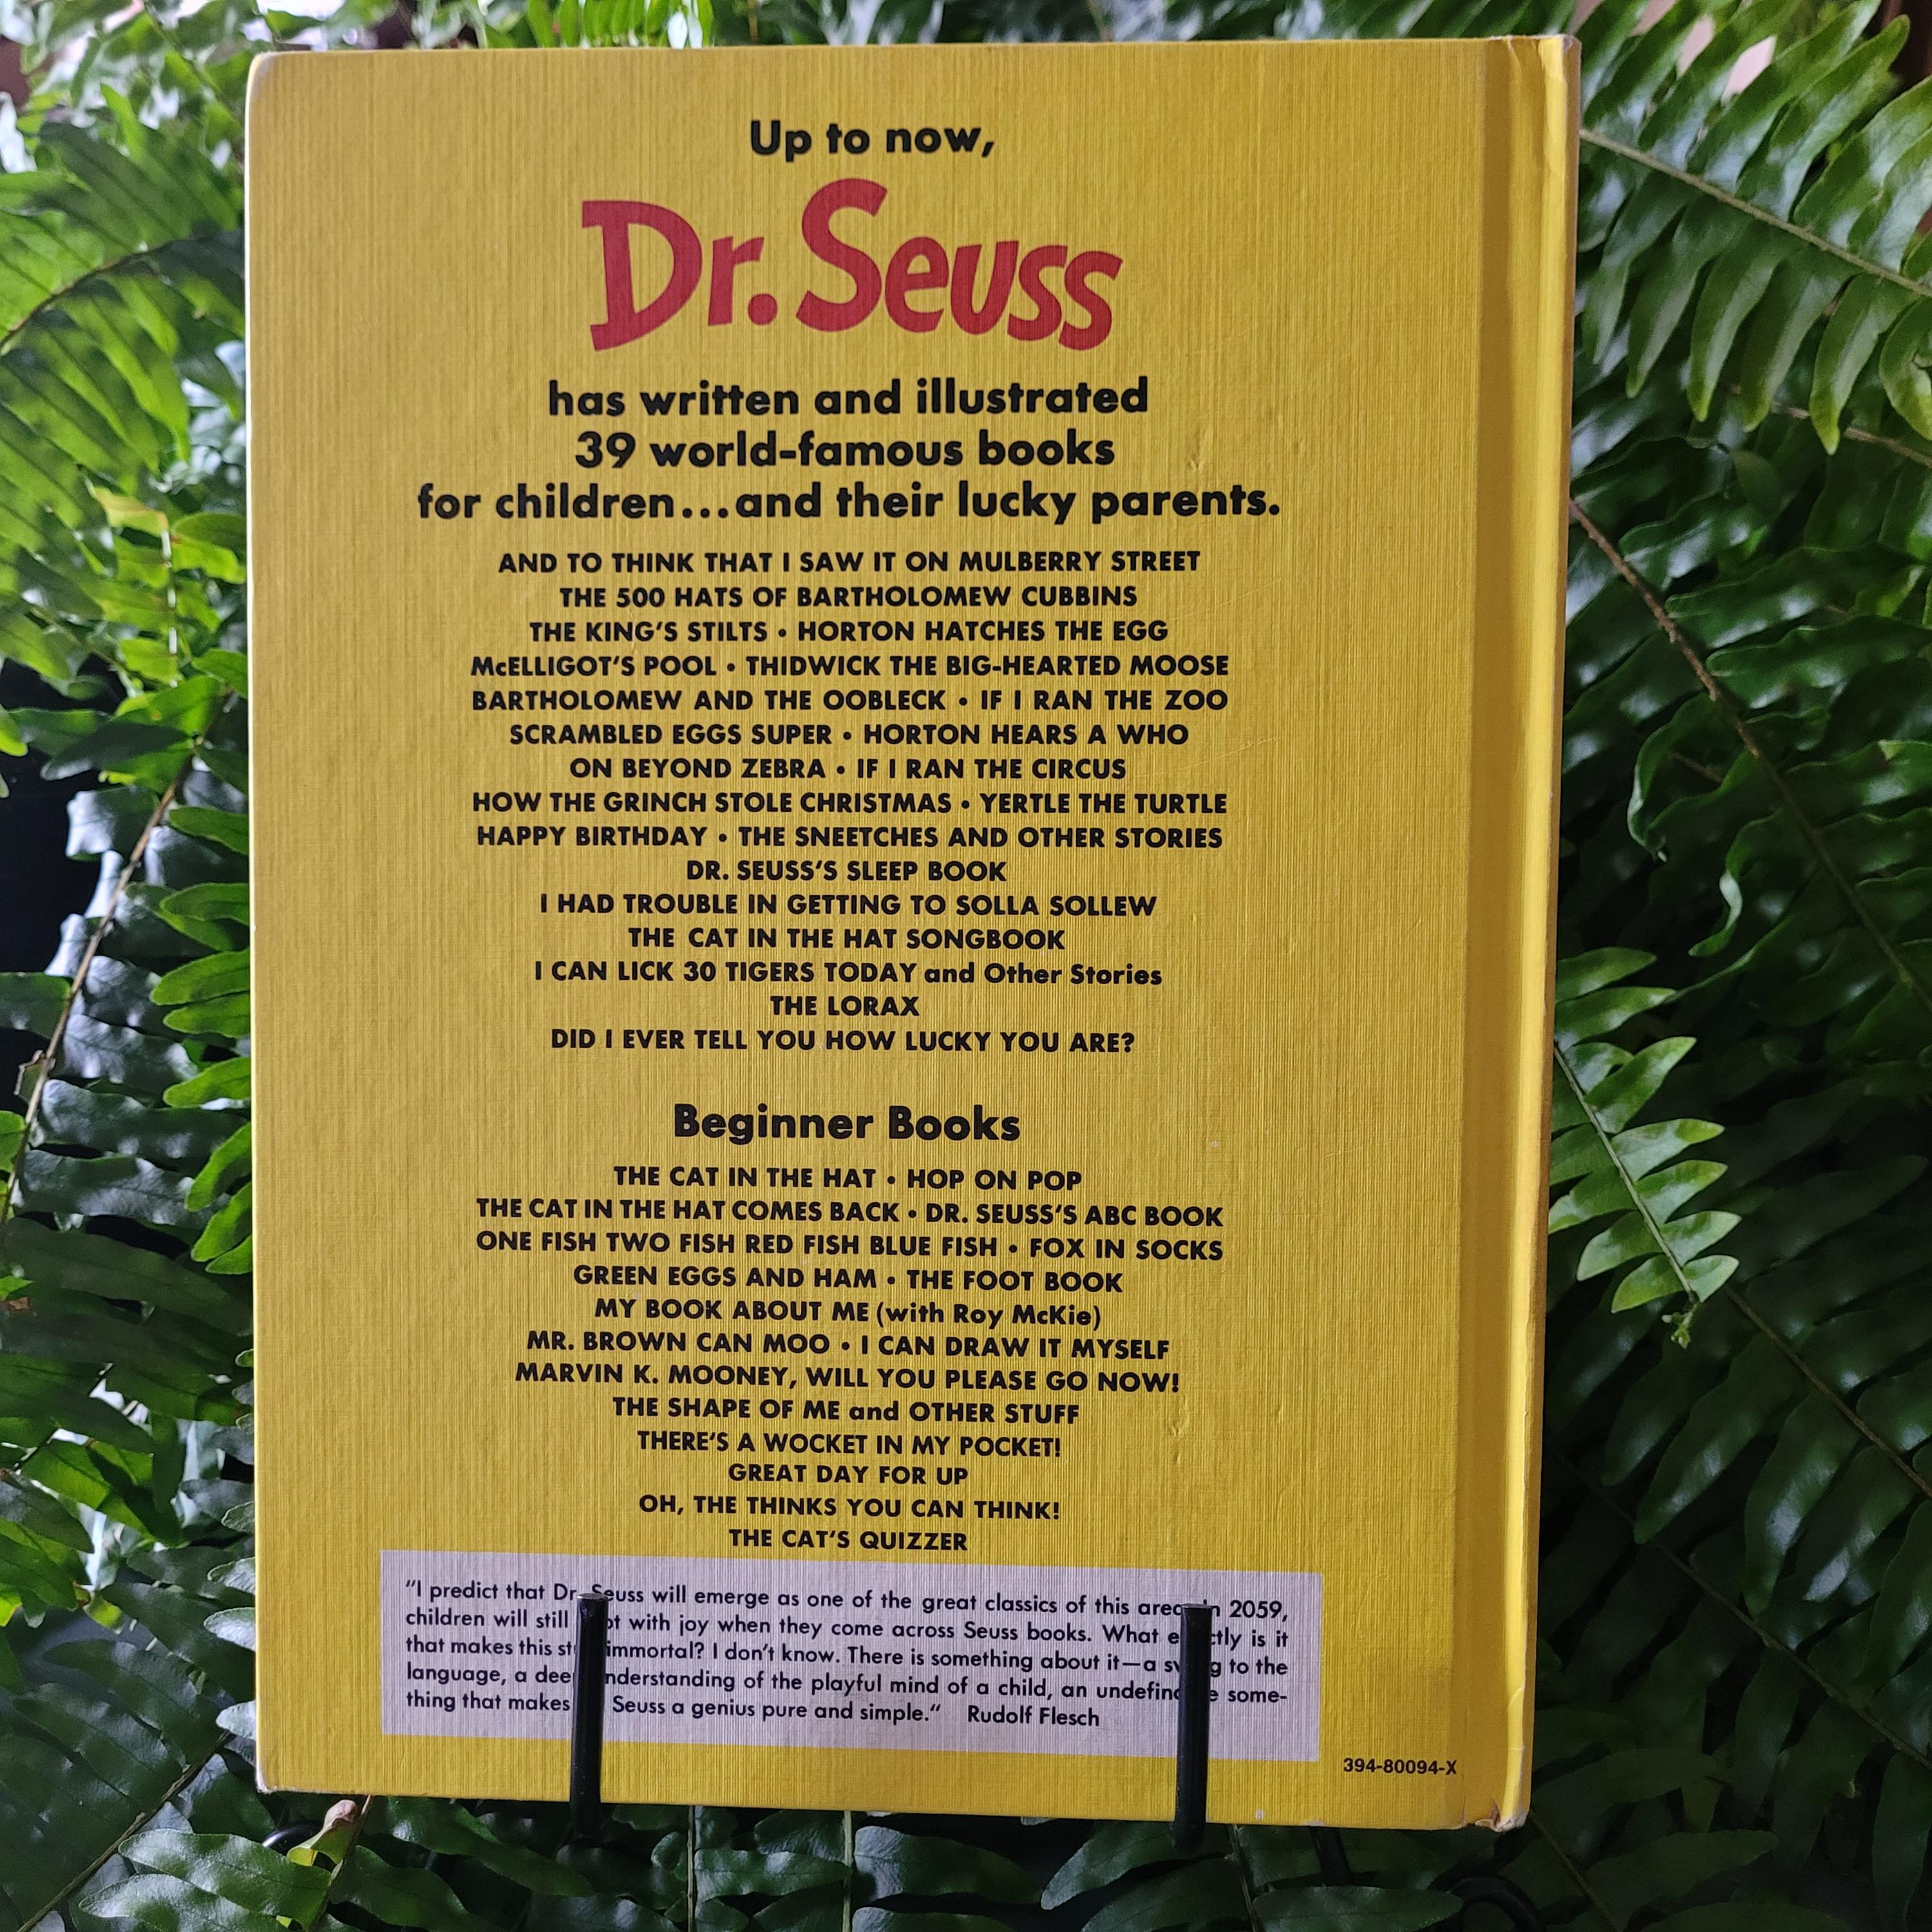 Up to now,
Dr. Seuss
has written and illustrated
39 world-famous books
for children...and their lucky parents.
AND TO THINK THAT I SAW IT ON MULBERRY STREET
THE 500 HATS OF BARTHOLOMEW CUBBINS
THE KING'S STILTS • HORTON HATCHES THE EGG
McELLIGOT'S POOL • THIDWICK THE BIG-HEARTED MOOSE
BARTHOLOMEW AND THE OOBLECK • IF I RAN THE ZOO
SCRAMBLED EGGS SUPER • HORTON HEARS A WHO
ON BEYOND ZEBRA • IF I RAN THE CIRCUS
HOW THE GRINCH STOLE CHRISTMAS • YERTLE THE TURTLE
HAPPY BIRTHDAY • THE SNEETCHES AND OTHER STORIES
DR. SEUSS'S SLEEP BOOK
I HAD TROUBLE IN GETTING TO SOLLA SOLLEW
THE CAT IN THE HAT SONGBOOK
I CAN LICK 30 TIGERS TODAY and Other Stories
THE LORAX
DID I EVER TELL YOU HOW LUCKY YOU ARE?
Beginner Books
THE CAT IN THE HAT • HOP ON POP
THE CAT IN THE HAT COMES BACK • DR. SEUSS'S ABC BOOK
ONE FISH TWO FISH RED FISH BLUE FISH • FOX IN SOCKS
GREEN EGGS AND HAM • THE FOOT BOOK
MY BOOK ABOUT ME (with Roy McKie)
MR. BROWN CAN MOO • I CAN DRAW IT MYSELF
MARVIN K. MOONEY, WILL YOU PLEASE GO NOW!
THE SHAPE OF ME and OTHER STUFF
THERE'S A WOCKET IN MY POCKET!
GREAT DAY FOR UP
OH, THE THINKS YOU CAN THINK!
THE CAT'S QUIZZER
"I predict that Dr. Seuss will emerge as one of the great classics of this area. In 2059,
children will still with joy when they come across Seuss books. What exactly is it
that makes this immortal? I don't know. There is something about it—a swing to the
language, a deep understanding of the playful mind of a child, an undefinable some-
thing that makes Seuss a genius pure and simple." Rudolf Flesch
394-80094-X